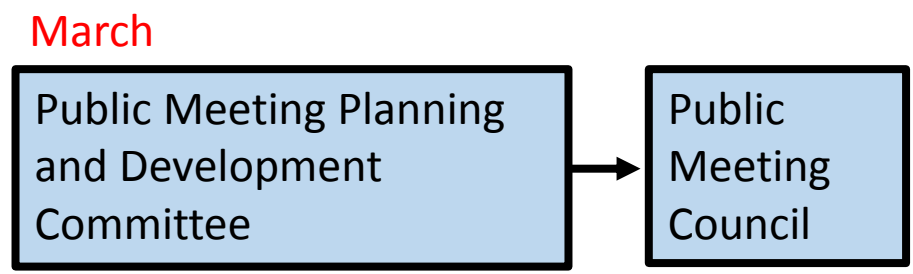 March
Public Meeting Planning
and Development
Committee
Public
Meeting
Council